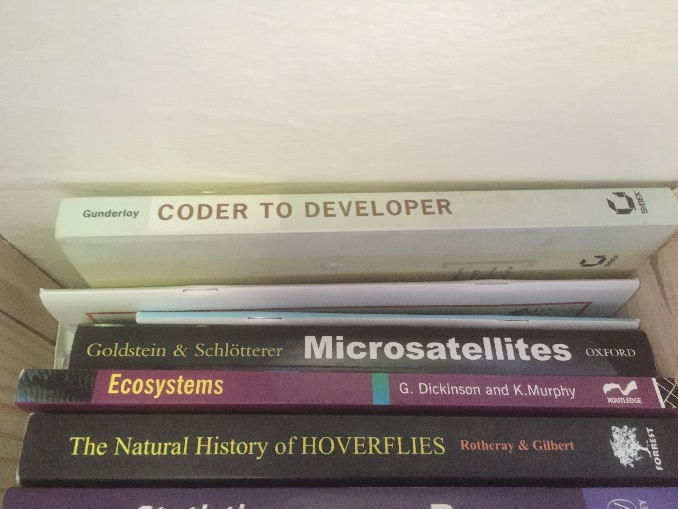 Gunderloy CODER TO DEVELOPER SYBEX
Goldstein & Schlötterer Microsatellites OXFORD
Ecosystems G. Dickinson and K.Murphy ROUTLEDGE
The Natural History of HOVERFLIES Rotheray & Gilbert FORREST